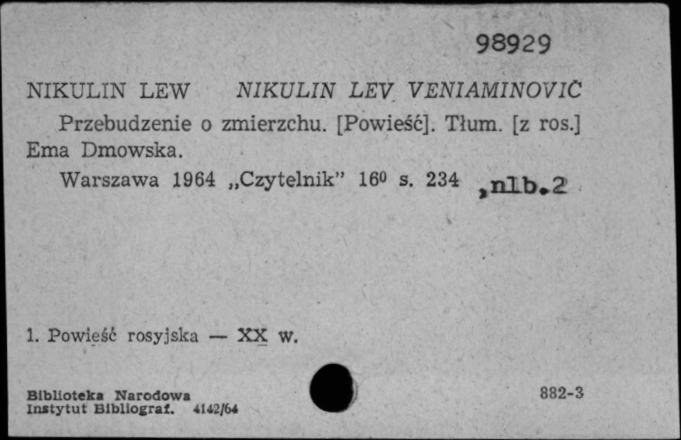 98929
NIKULIN LEW NIKULIN LEV VENIAMINOVIČ
Przebudzenie o zmierzchu. [Powieść]. Tłum. [z ros.]
Ema Dmowska.
Warszawa 1964 „Czytelnik” 16⁰ s. 234 ,nlb.2
1. Powieść rosyjska — XX w.
Biblioteka Narodowa
Instytut Bibliograf. 4142/64
882-3